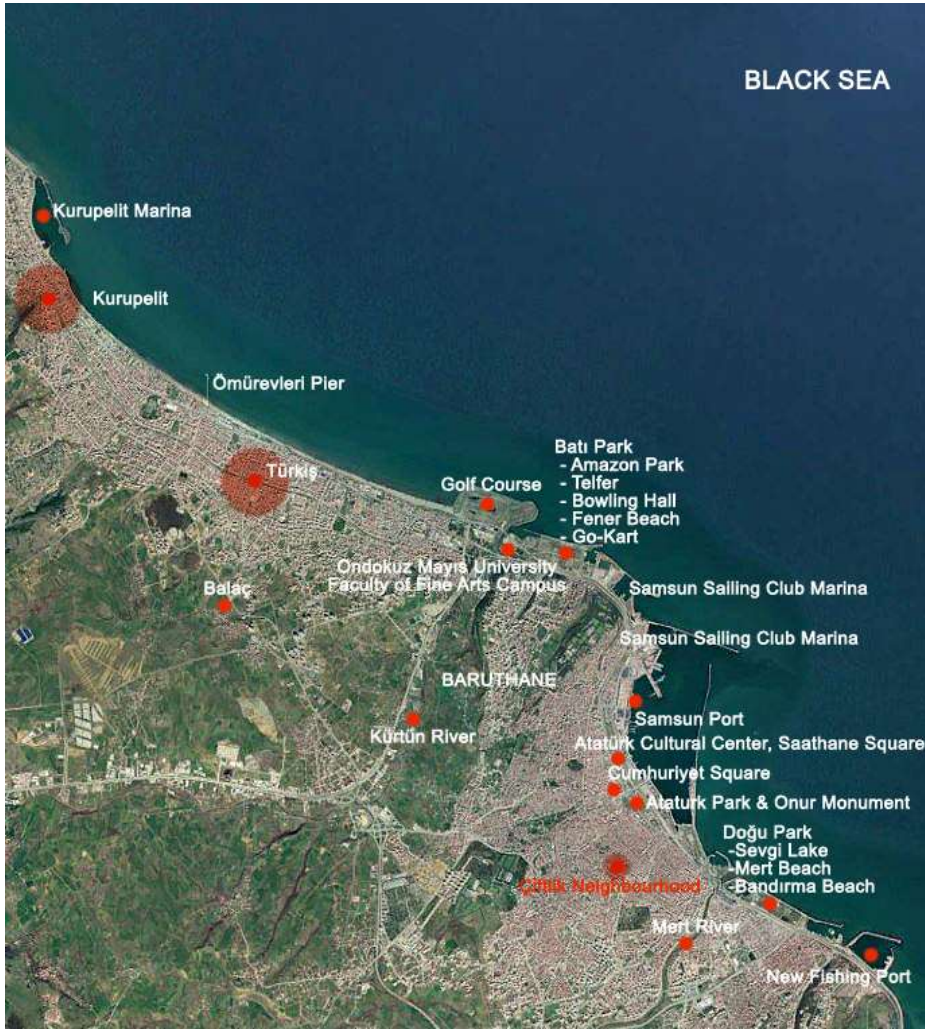 BLACK SEA
Kurupelit Marina
Kurupelit
Ömürevleri Pier
Türkiş
Batı Park
- Amazon Park
- Telfer
- Bowling Hall
- Fener Beach
- Go-Kart
Golf Course
Ondokuz Mayıs University
Faculty of Fine Arts Campus
Balaç
Samsun Sailing Club Marina
Samsun Sailing Club Marina
BARUTHANE
Kürtün River
Samsun Port
Atatürk Cultural Center, Saathane Square
Cumhuriyet Square
Ataturk Park & Onur Monument
Doğu Park
-Sevgi Lake
-Mert Beach
-Bandırma Beach
Çiftlik Neighbourhood
Mert River
New Fishing Port